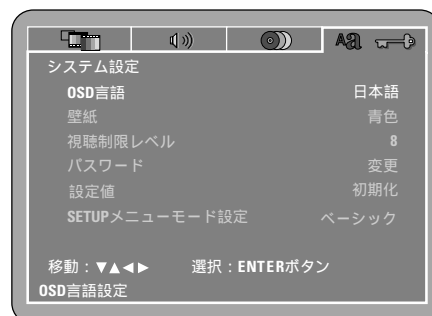 Aあ
システム設定
OSD言語 日本語
壁紙 青色
視聴制限レベル 8
パスワード 変更
設定値 初期化
SETUPメニューモード設定 ベーシック
移動：▼▲◀▶ 選択：ENTERボタン
OSD言語設定